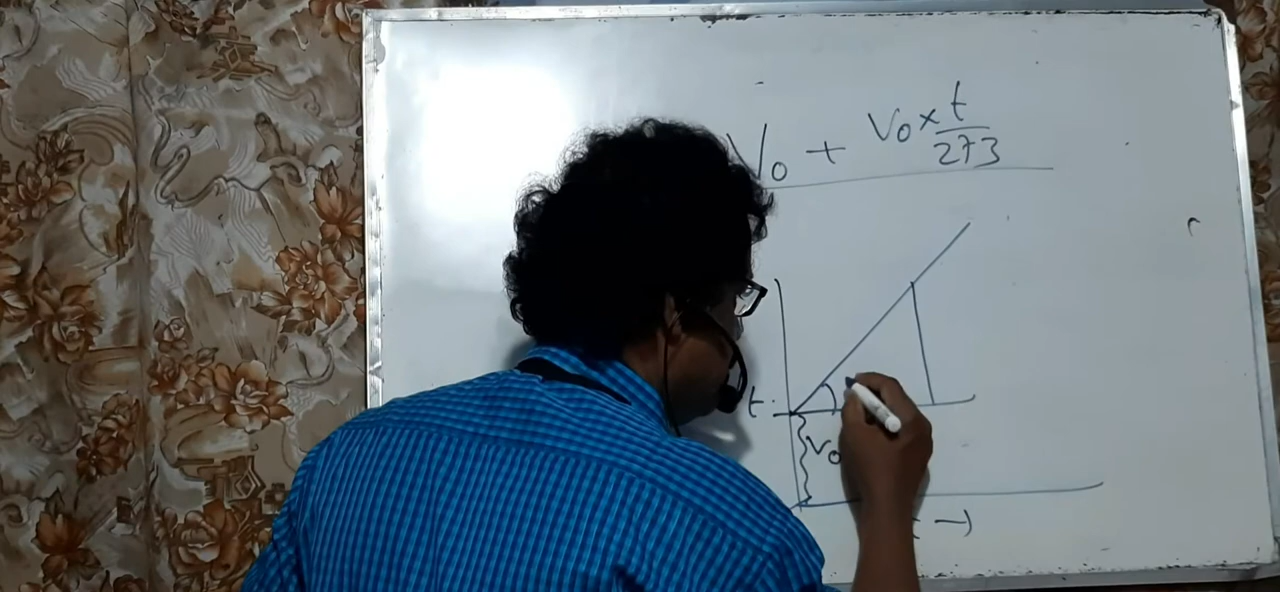 V₀ + V₀ × t/273
t
V₀